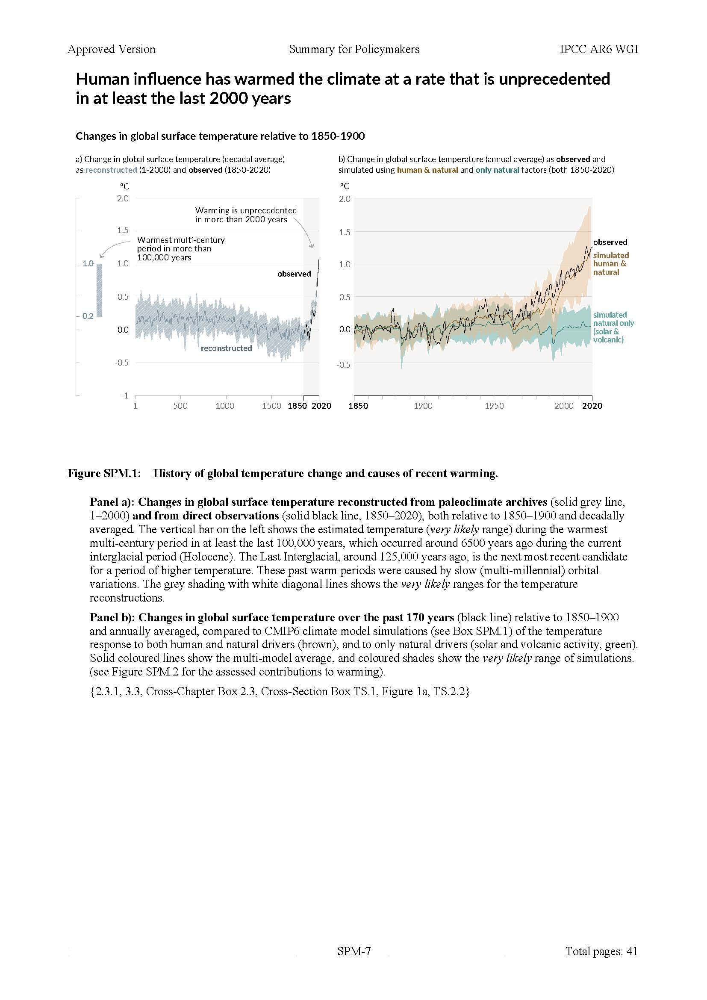 Approved Version Summary for Policymakers IPCC AR6 WGI
Human influence has warmed the climate at a rate that is unprecedented
in at least the last 2000 years
Changes in global surface temperature relative to 1850-1900
a) Change in global surface temperature (decadal average)
as reconstructed (1-2000) and observed (1850-2020)
°C
2.0
1.5
1.0
0.5
0.0
-0.5
-1
1.0
0.2
Warming is unprecedented
in more than 2000 years
Warmest multi-century
period in more than
100,000 years
observed
reconstructed
1 500 1000 1500 1850 2020
b) Change in global surface temperature (annual average) as observed and
simulated using human & natural and only natural factors (both 1850-2020)
°C
2.0
1.5
1.0
0.5
0.0
-0.5
observed
simulated
human &
natural
simulated
natural only
(solar &
volcanic)
1850 1900 1950 2000 2020
Figure SPM.1: History of global temperature change and causes of recent warming.
Panel a): Changes in global surface temperature reconstructed from paleoclimate archives (solid grey line,
1–2000) and from direct observations (solid black line, 1850–2020), both relative to 1850–1900 and decadally
averaged. The vertical bar on the left shows the estimated temperature (very likely range) during the warmest
multi-century period in at least the last 100,000 years, which occurred around 6500 years ago during the current
interglacial period (Holocene). The Last Interglacial, around 125,000 years ago, is the next most recent candidate
for a period of higher temperature. These past warm periods were caused by slow (multi-millennial) orbital
variations. The grey shading with white diagonal lines shows the very likely ranges for the temperature
reconstructions.
Panel b): Changes in global surface temperature over the past 170 years (black line) relative to 1850–1900
and annually averaged, compared to CMIP6 climate model simulations (see Box SPM.1) of the temperature
response to both human and natural drivers (brown), and to only natural drivers (solar and volcanic activity, green).
Solid coloured lines show the multi-model average, and coloured shades show the very likely range of simulations.
(see Figure SPM.2 for the assessed contributions to warming).
{2.3.1, 3.3, Cross-Chapter Box 2.3, Cross-Section Box TS.1, Figure 1a, TS.2.2}
SPM-7 Total pages: 41